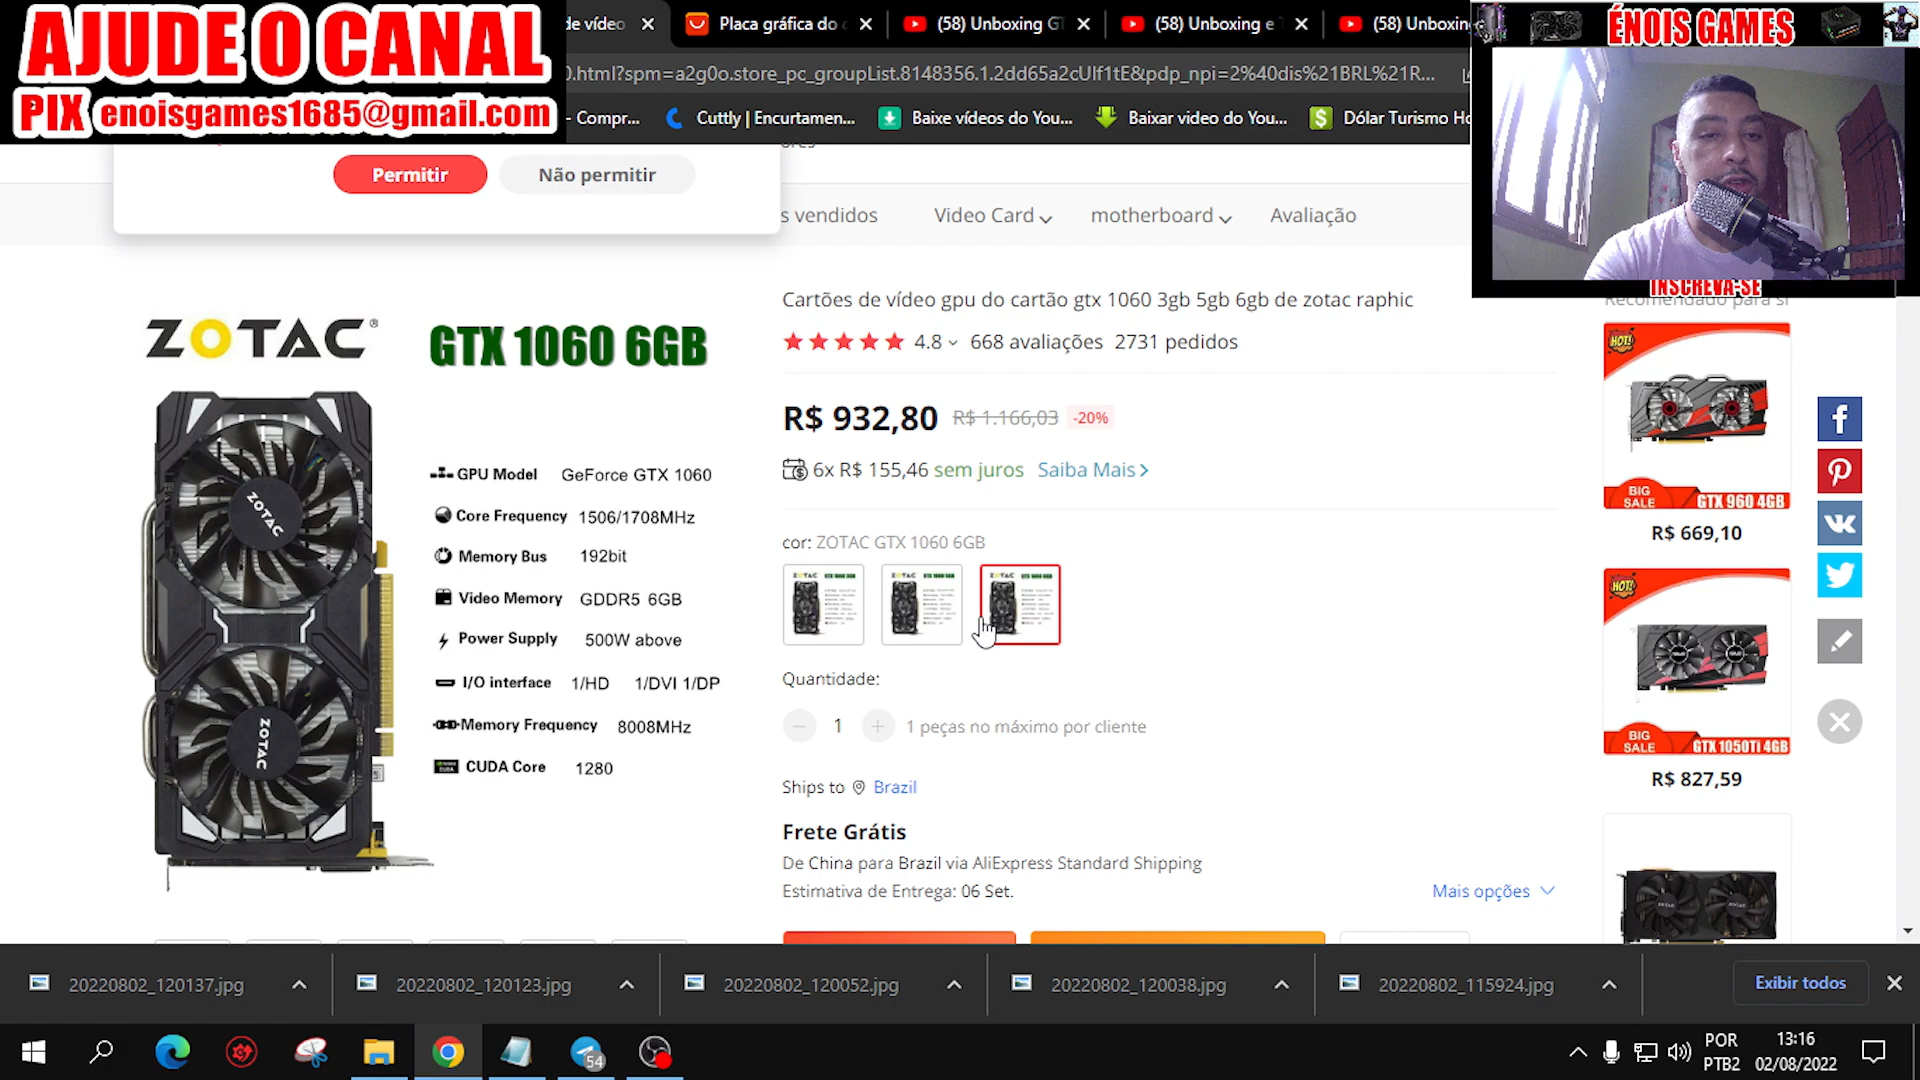 AJUDE O CANAL
PIX enoisgames1685@gmail.com
de vídeo
Placa gráfica do
(58) Unboxing GT
(58) Unboxing e T
(58) Unboxing
ÉNOIS GAMES
0.html?spm=a2g0o.store_pc_groupList.8148356.1.2dd65a2cUlf1tE&pdp_npi=2%40dis%21BRL%21R...
- Compr...
Cuttly | Encurtamen...
Baixe vídeos do You...
Baixar video do You...
Dólar Turismo Ho
Permitir
Não permitir
s vendidos
Video Card
motherboard
Avaliação
INSCREVA-SE
Recomendado para si
ZOTAC®
GTX 1060 6GB
GPU Model GeForce GTX 1060
Core Frequency 1506/1708MHz
Memory Bus 192bit
Video Memory GDDR5 6GB
Power Supply 500W above
I/O interface 1/HD 1/DVI 1/DP
Memory Frequency 8008MHz
CUDA Core 1280
ZOTAC
ZOTAC
Cartões de vídeo gpu do cartão gtx 1060 3gb 5gb 6gb de zotac raphic
4.8 668 avaliações 2731 pedidos
R$ 932,80 R$ 1.166,03 -20%
6x R$ 155,46 sem juros Saiba Mais
cor: ZOTAC GTX 1060 6GB
Quantidade:
1
1 peças no máximo por cliente
Ships to Brazil
Frete Grátis
De China para Brazil via AliExpress Standard Shipping
Estimativa de Entrega: 06 Set.
Mais opções
HOT!
BIG SALE
GTX 960 4GB
R$ 669,10
HOT!
BIG SALE
GTX 1050Ti 4GB
R$ 827,59
20220802_120137.jpg
20220802_120123.jpg
20220802_120052.jpg
20220802_120038.jpg
20220802_115924.jpg
Exibir todos
54
POR
PTB2
13:16
02/08/2022